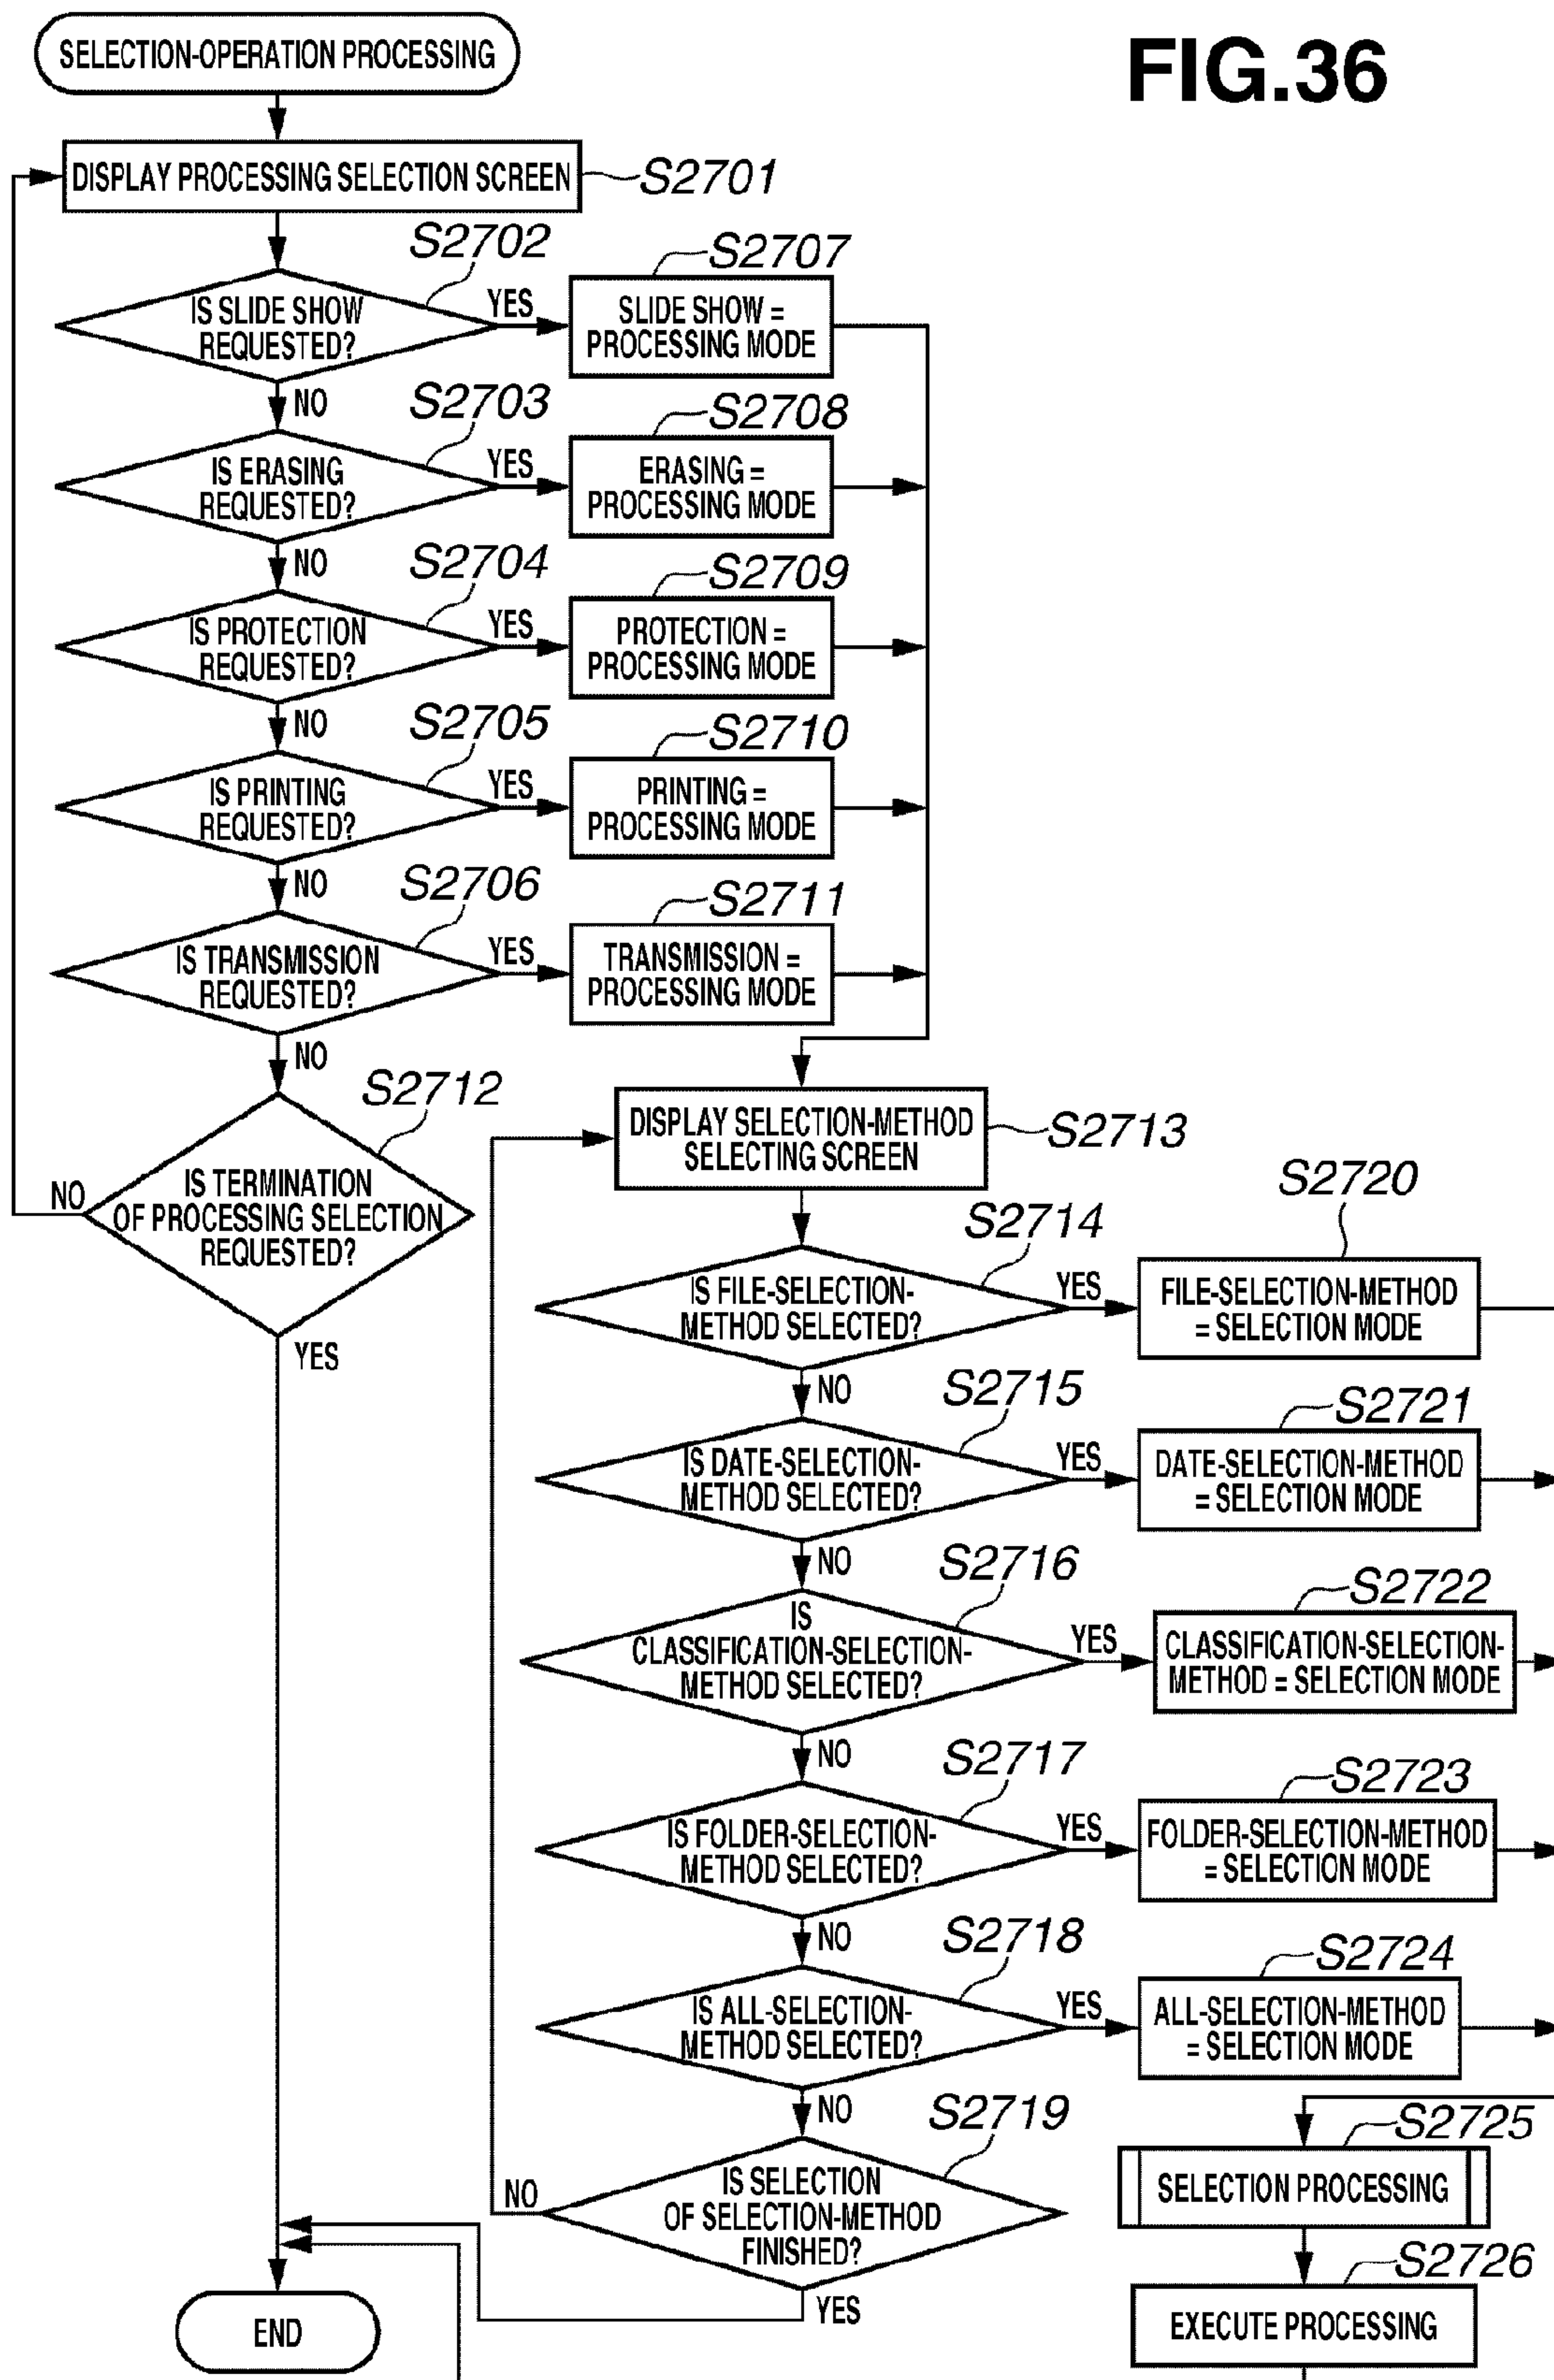 FIG.36
SELECTION-OPERATION PROCESSING
DISPLAY PROCESSING SELECTION SCREEN
S2701
S2702
IS SLIDE SHOW
REQUESTED?
YES
NO
S2707
SLIDE SHOW =
PROCESSING MODE
S2703
IS ERASING
REQUESTED?
YES
NO
S2708
ERASING =
PROCESSING MODE
S2704
IS PROTECTION
REQUESTED?
YES
NO
S2709
PROTECTION =
PROCESSING MODE
S2705
IS PRINTING
REQUESTED?
YES
NO
S2710
PRINTING =
PROCESSING MODE
S2706
IS TRANSMISSION
REQUESTED?
YES
NO
S2711
TRANSMISSION =
PROCESSING MODE
S2712
IS TERMINATION
OF PROCESSING SELECTION
REQUESTED?
NO
YES
DISPLAY SELECTION-METHOD
SELECTING SCREEN
S2713
S2714
IS FILE-SELECTION-
METHOD SELECTED?
YES
NO
S2720
FILE-SELECTION-METHOD
= SELECTION MODE
S2715
IS DATE-SELECTION-
METHOD SELECTED?
YES
NO
S2721
DATE-SELECTION-METHOD
= SELECTION MODE
S2716
IS
CLASSIFICATION-SELECTION-
METHOD SELECTED?
YES
NO
S2722
CLASSIFICATION-SELECTION-
METHOD = SELECTION MODE
S2717
IS FOLDER-SELECTION-
METHOD SELECTED?
YES
NO
S2723
FOLDER-SELECTION-METHOD
= SELECTION MODE
S2718
IS ALL-SELECTION-
METHOD SELECTED?
YES
NO
S2724
ALL-SELECTION-METHOD
= SELECTION MODE
S2719
IS SELECTION
OF SELECTION-METHOD
FINISHED?
NO
YES
S2725
SELECTION PROCESSING
S2726
EXECUTE PROCESSING
END